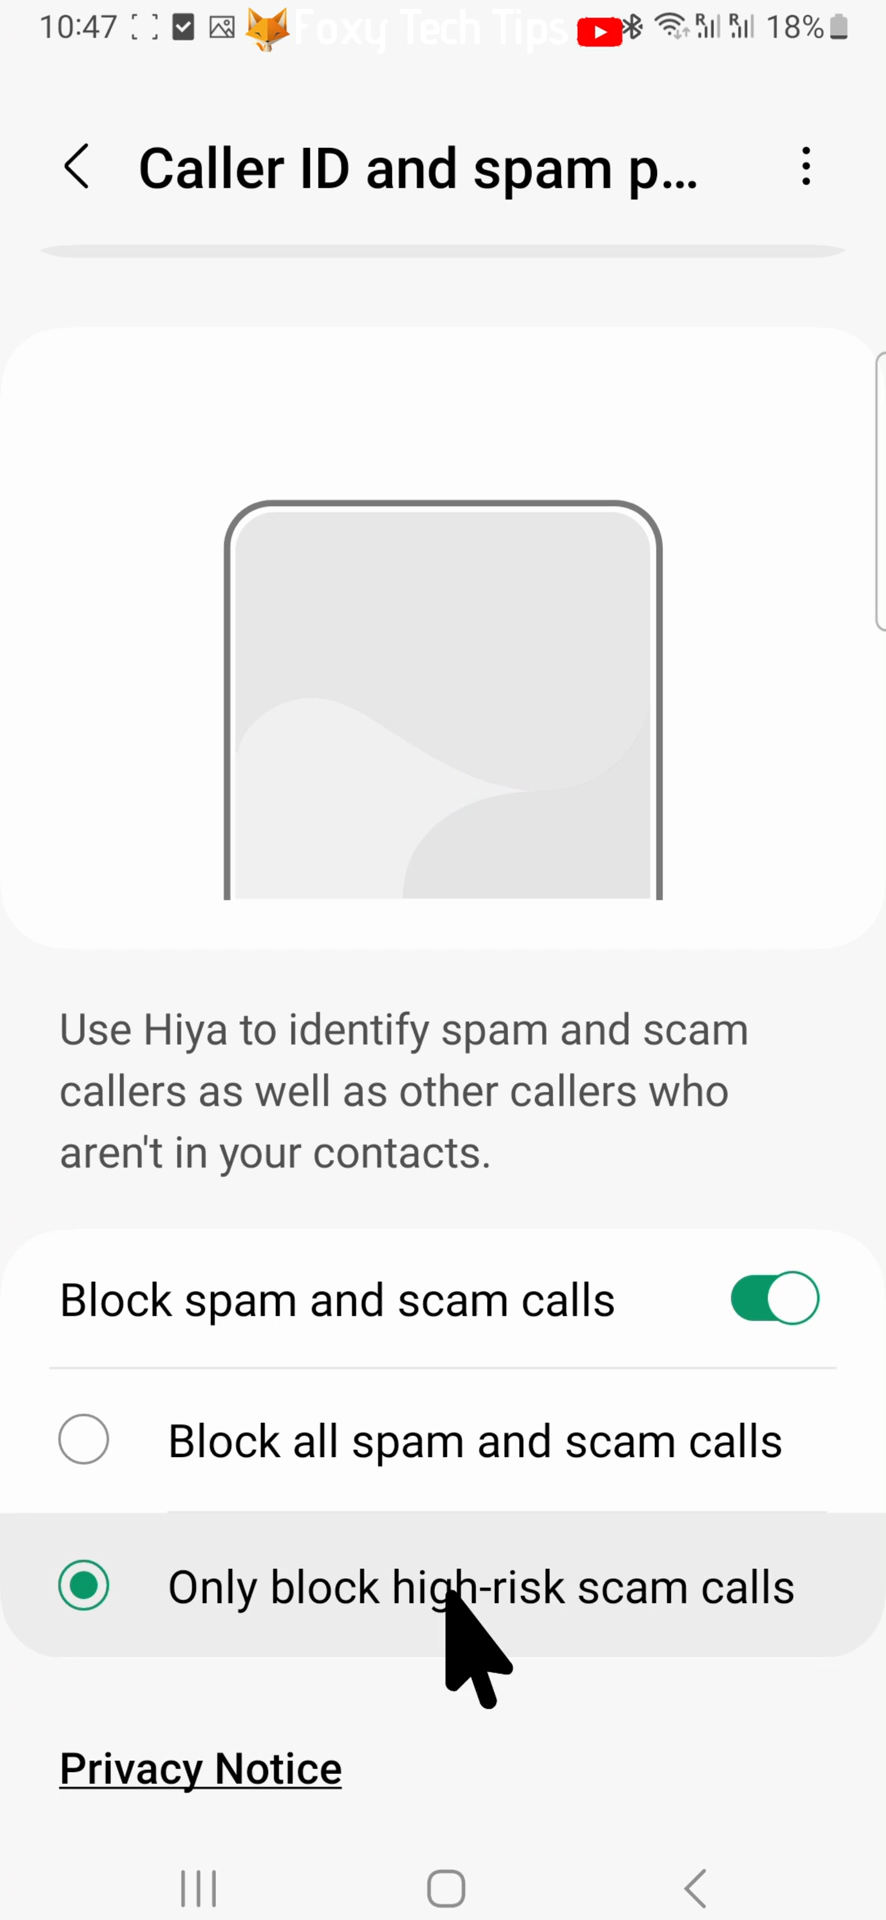 10:47 Foxy Tech Tips 18%
Caller ID and spam p...
Use Hiya to identify spam and scam
callers as well as other callers who
aren't in your contacts.
Block spam and scam calls
Block all spam and scam calls
Only block high-risk scam calls
Privacy Notice